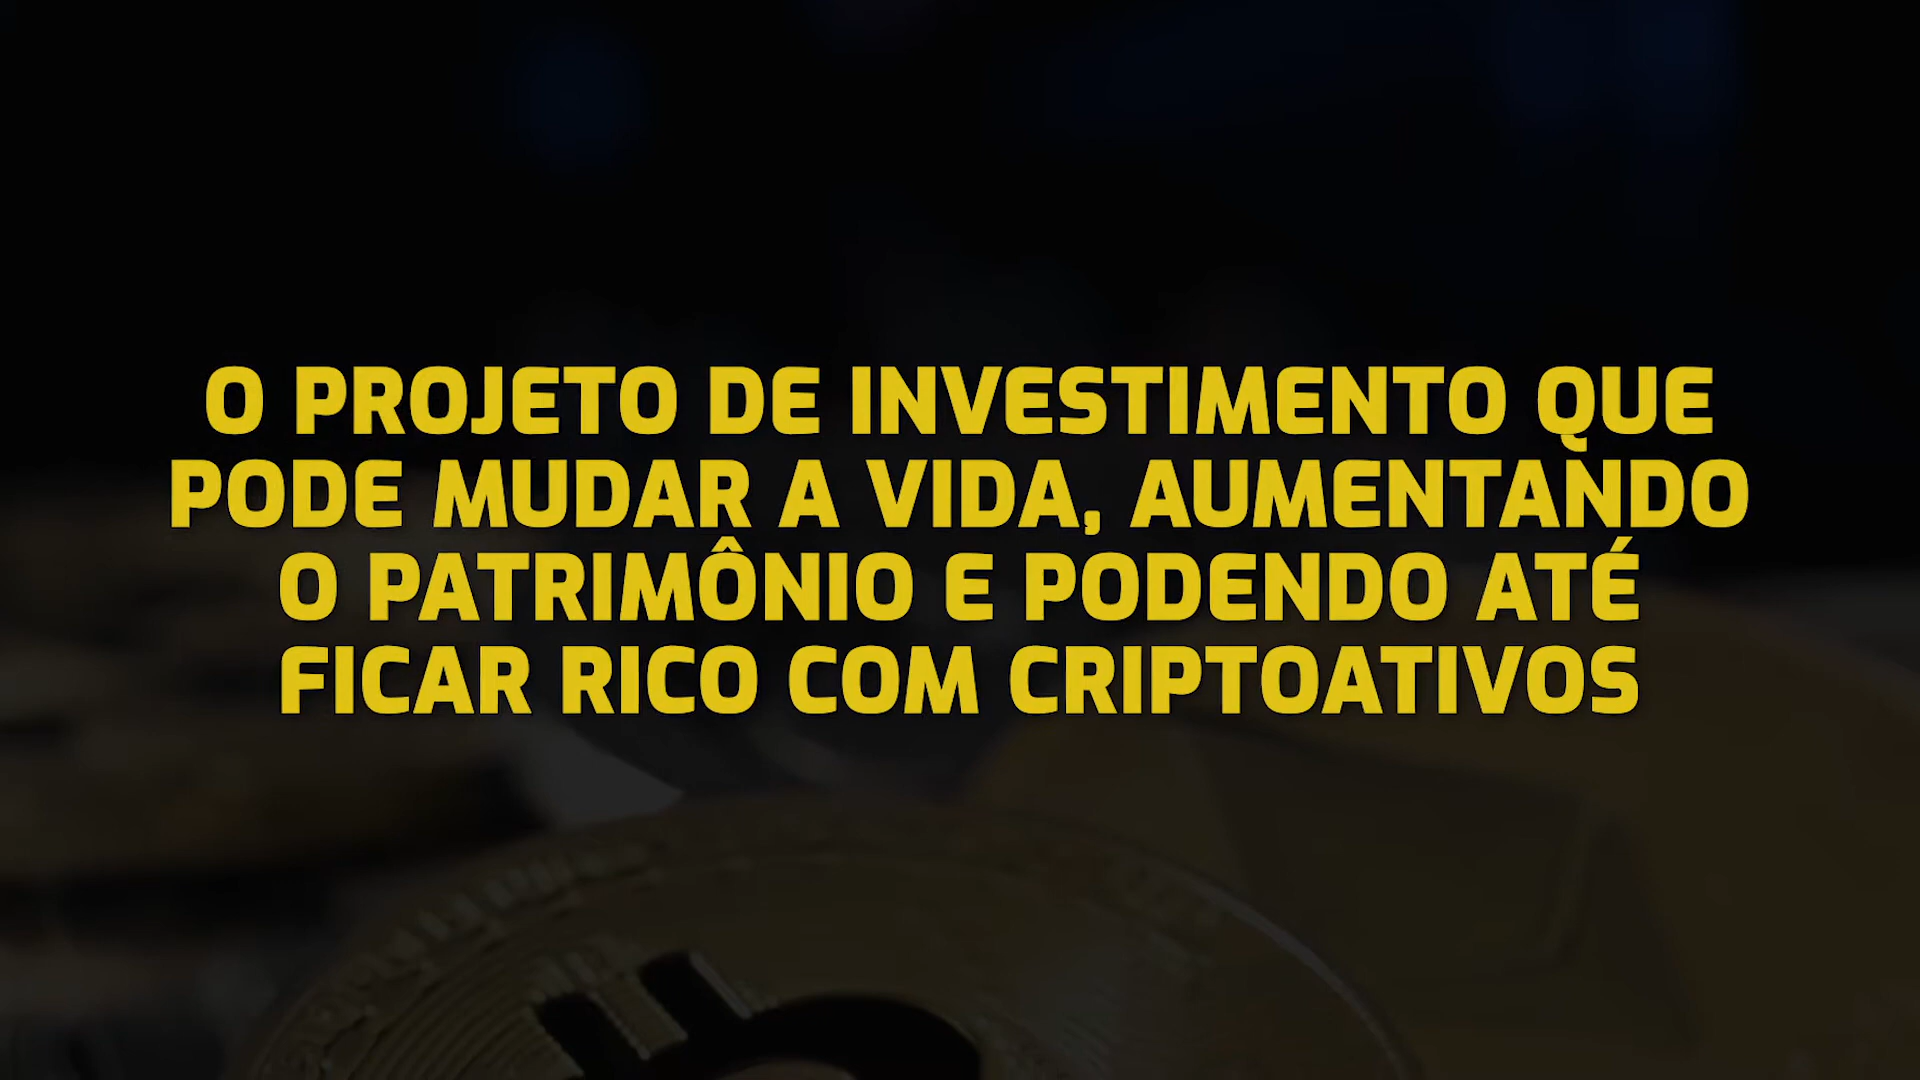 O PROJETO DE INVESTIMENTO QUE
PODE MUDAR A VIDA, AUMENTANDO
O PATRIMÔNIO E PODENDO ATÉ
FICAR RICO COM CRIPTOATIVOS